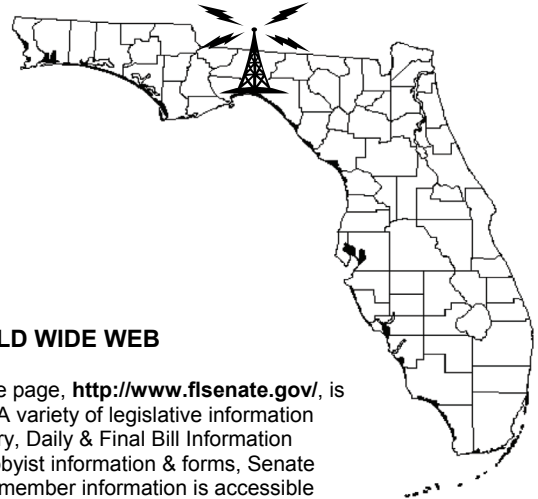 WIDE WEB
e page, http://www.flsenate.gov/, is
A variety of legislative information
ry, Daily & Final Bill Information
byist information & forms, Senate
member information is accessible